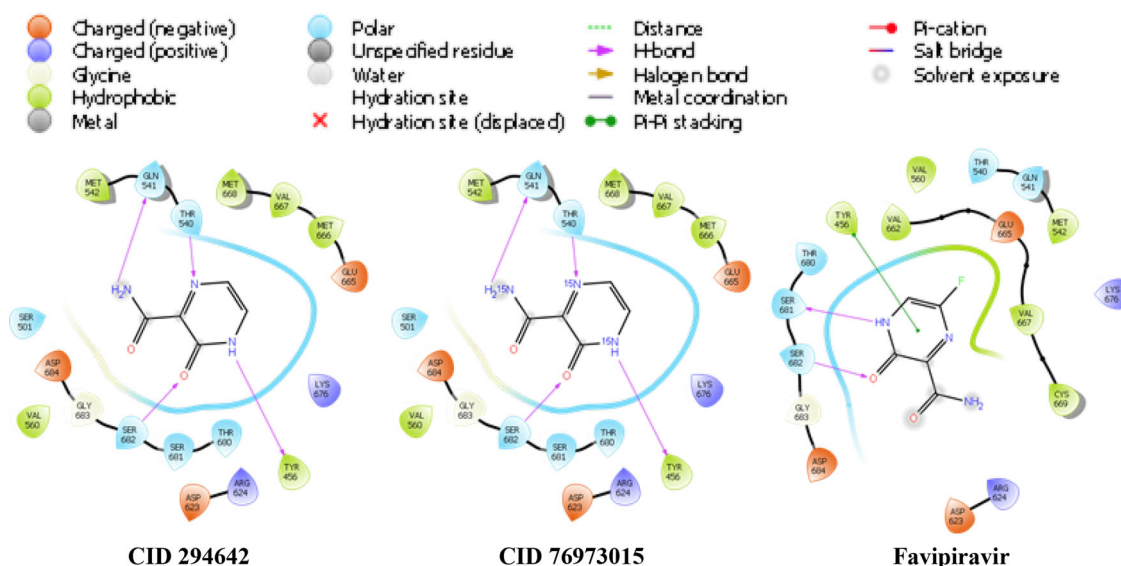 Charged (negative)
Charged (positive)
Glycine
Hydrophobic
Metal
Polar
Unspecified residue
Water
Hydration site
Hydration site (displaced)
Distance
H-bond
Halogen bond
Metal coordination
Pi-Pi stacking
Pi-cation
Salt bridge
Solvent exposure
MET
542
GLN
541
THR
540
MET
668
VAL
667
MET
666
GLU
665
H₂N
N
O
O
NH
SER
501
ASP
684
GLY
683
VAL
560
SER
682
SER
681
THR
680
LYS
676
TYR
456
ARG
624
ASP
623
CID 294642
MET
542
GLN
541
THR
540
MET
668
VAL
667
MET
666
GLU
665
H₂¹⁵N
¹⁵N
O
O
¹⁵NH
SER
501
ASP
684
GLY
683
VAL
560
SER
682
SER
681
THR
680
LYS
676
TYR
456
ARG
624
ASP
623
CID 76973015
VAL
560
THR
540
GLN
541
MET
542
TYR
456
VAL
662
GLU
665
THR
680
SER
681
SER
682
GLY
683
ASP
684
LYS
676
VAL
667
CYS
669
F
HN
N
O
O
NH₂
ARG
624
ASP
623
Favipiravir